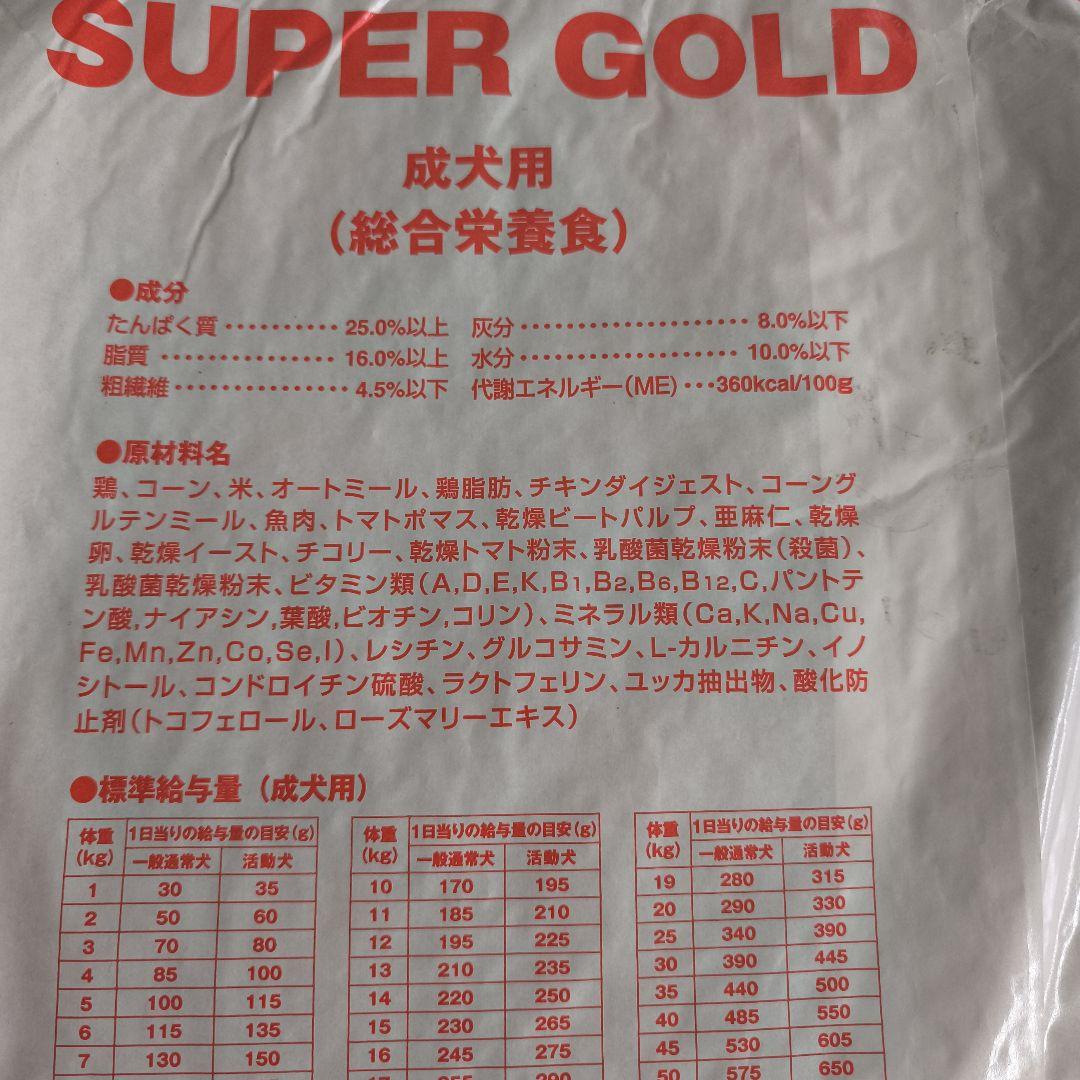 SUPER GOLD
成犬用
（総合栄養食）
●成分
たんぱく質 ・・・・・・・・・・ 25.0%以上 灰分 ・・・・・・・・・・・・・・・・・・・・ 8.0%以下
脂質 ・・・・・・・・・・・・・・・ 16.0%以上 水分 ・・・・・・・・・・・・・・・・・・・ 10.0%以下
粗繊維 ・・・・・・・・・・・・・・・ 4.5%以下 代謝エネルギー（ME）・・・360kcal/100g
●原材料名
鶏、コーン、米、オートミール、鶏脂肪、チキンダイジェスト、コーング
ルテンミール、魚肉、トマトポマス、乾燥ビートパルプ、亜麻仁、乾燥
卵、乾燥イースト、チコリー、乾燥トマト粉末、乳酸菌乾燥粉末（殺菌）、
乳酸菌乾燥粉末、ビタミン類（A,D,E,K,B1,B2,B6,B12,C,パントテ
ン酸,ナイアシン,葉酸,ビオチン,コリン）、ミネラル類（Ca,K,Na,Cu,
Fe,Mn,Zn,Co,Se,I）、レシチン、グルコサミン、L-カルニチン、イノ
シトール、コンドロイチン硫酸、ラクトフェリン、ユッカ抽出物、酸化防
止剤（トコフェロール、ローズマリーエキス）
●標準給与量（成犬用）
体重(kg) 1日当りの給与量の目安(g)
一般通常犬 活動犬
1 30 35
2 50 60
3 70 80
4 85 100
5 100 115
6 115 135
7 130 150
体重(kg) 1日当りの給与量の目安(g)
一般通常犬 活動犬
10 170 195
11 185 210
12 195 225
13 210 235
14 220 250
15 230 265
16 245 275
体重(kg) 1日当りの給与量の目安(g)
一般通常犬 活動犬
19 280 315
20 290 330
25 340 390
30 390 445
35 440 500
40 485 550
45 530 605
50 575 650